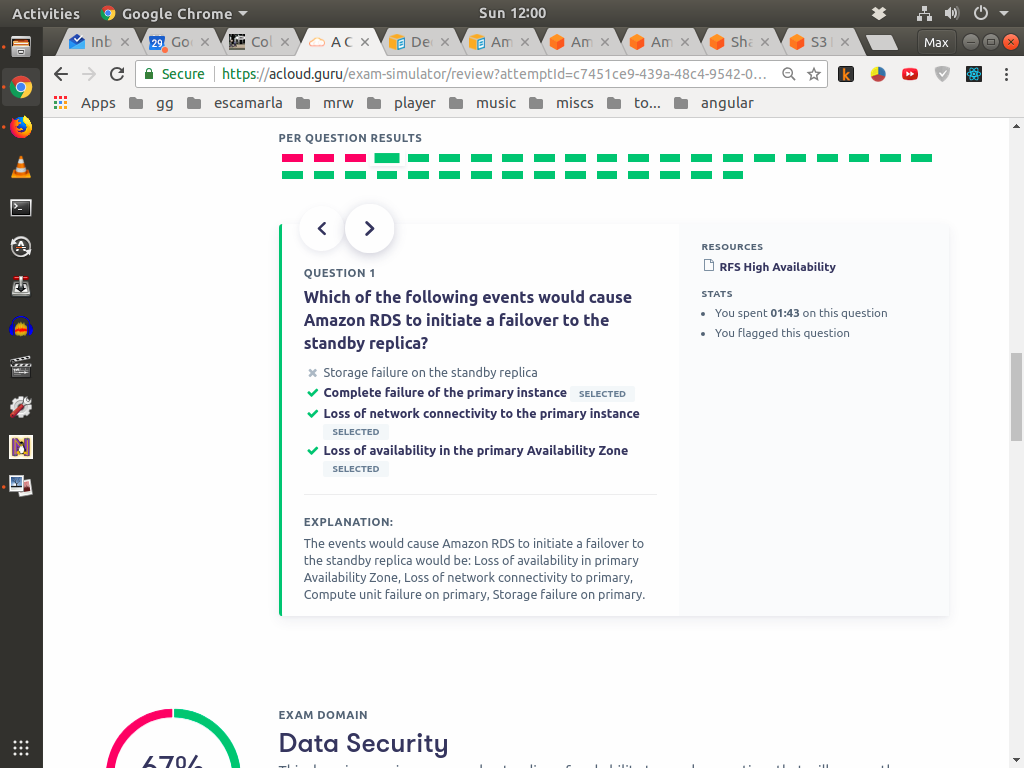 Activities Google Chrome Sun 12:00
Inb Go Col A C De Am Am Am Sha S3 Max
Secure https://acloud.guru/exam-simulator/review?attemptId=c7451ce9-439a-48c4-9542-0...
Apps gg escamarla mrw player music miscs to... angular
PER QUESTION RESULTS
QUESTION 1
Which of the following events would cause
Amazon RDS to initiate a failover to the
standby replica?
Storage failure on the standby replica
Complete failure of the primary instance SELECTED
Loss of network connectivity to the primary instance
SELECTED
Loss of availability in the primary Availability Zone
SELECTED
EXPLANATION:
The events would cause Amazon RDS to initiate a failover to
the standby replica would be: Loss of availability in primary
Availability Zone, Loss of network connectivity to primary,
Compute unit failure on primary, Storage failure on primary.
RESOURCES
RFS High Availability
STATS
You spent 01:43 on this question
You flagged this question
67%
EXAM DOMAIN
Data Security